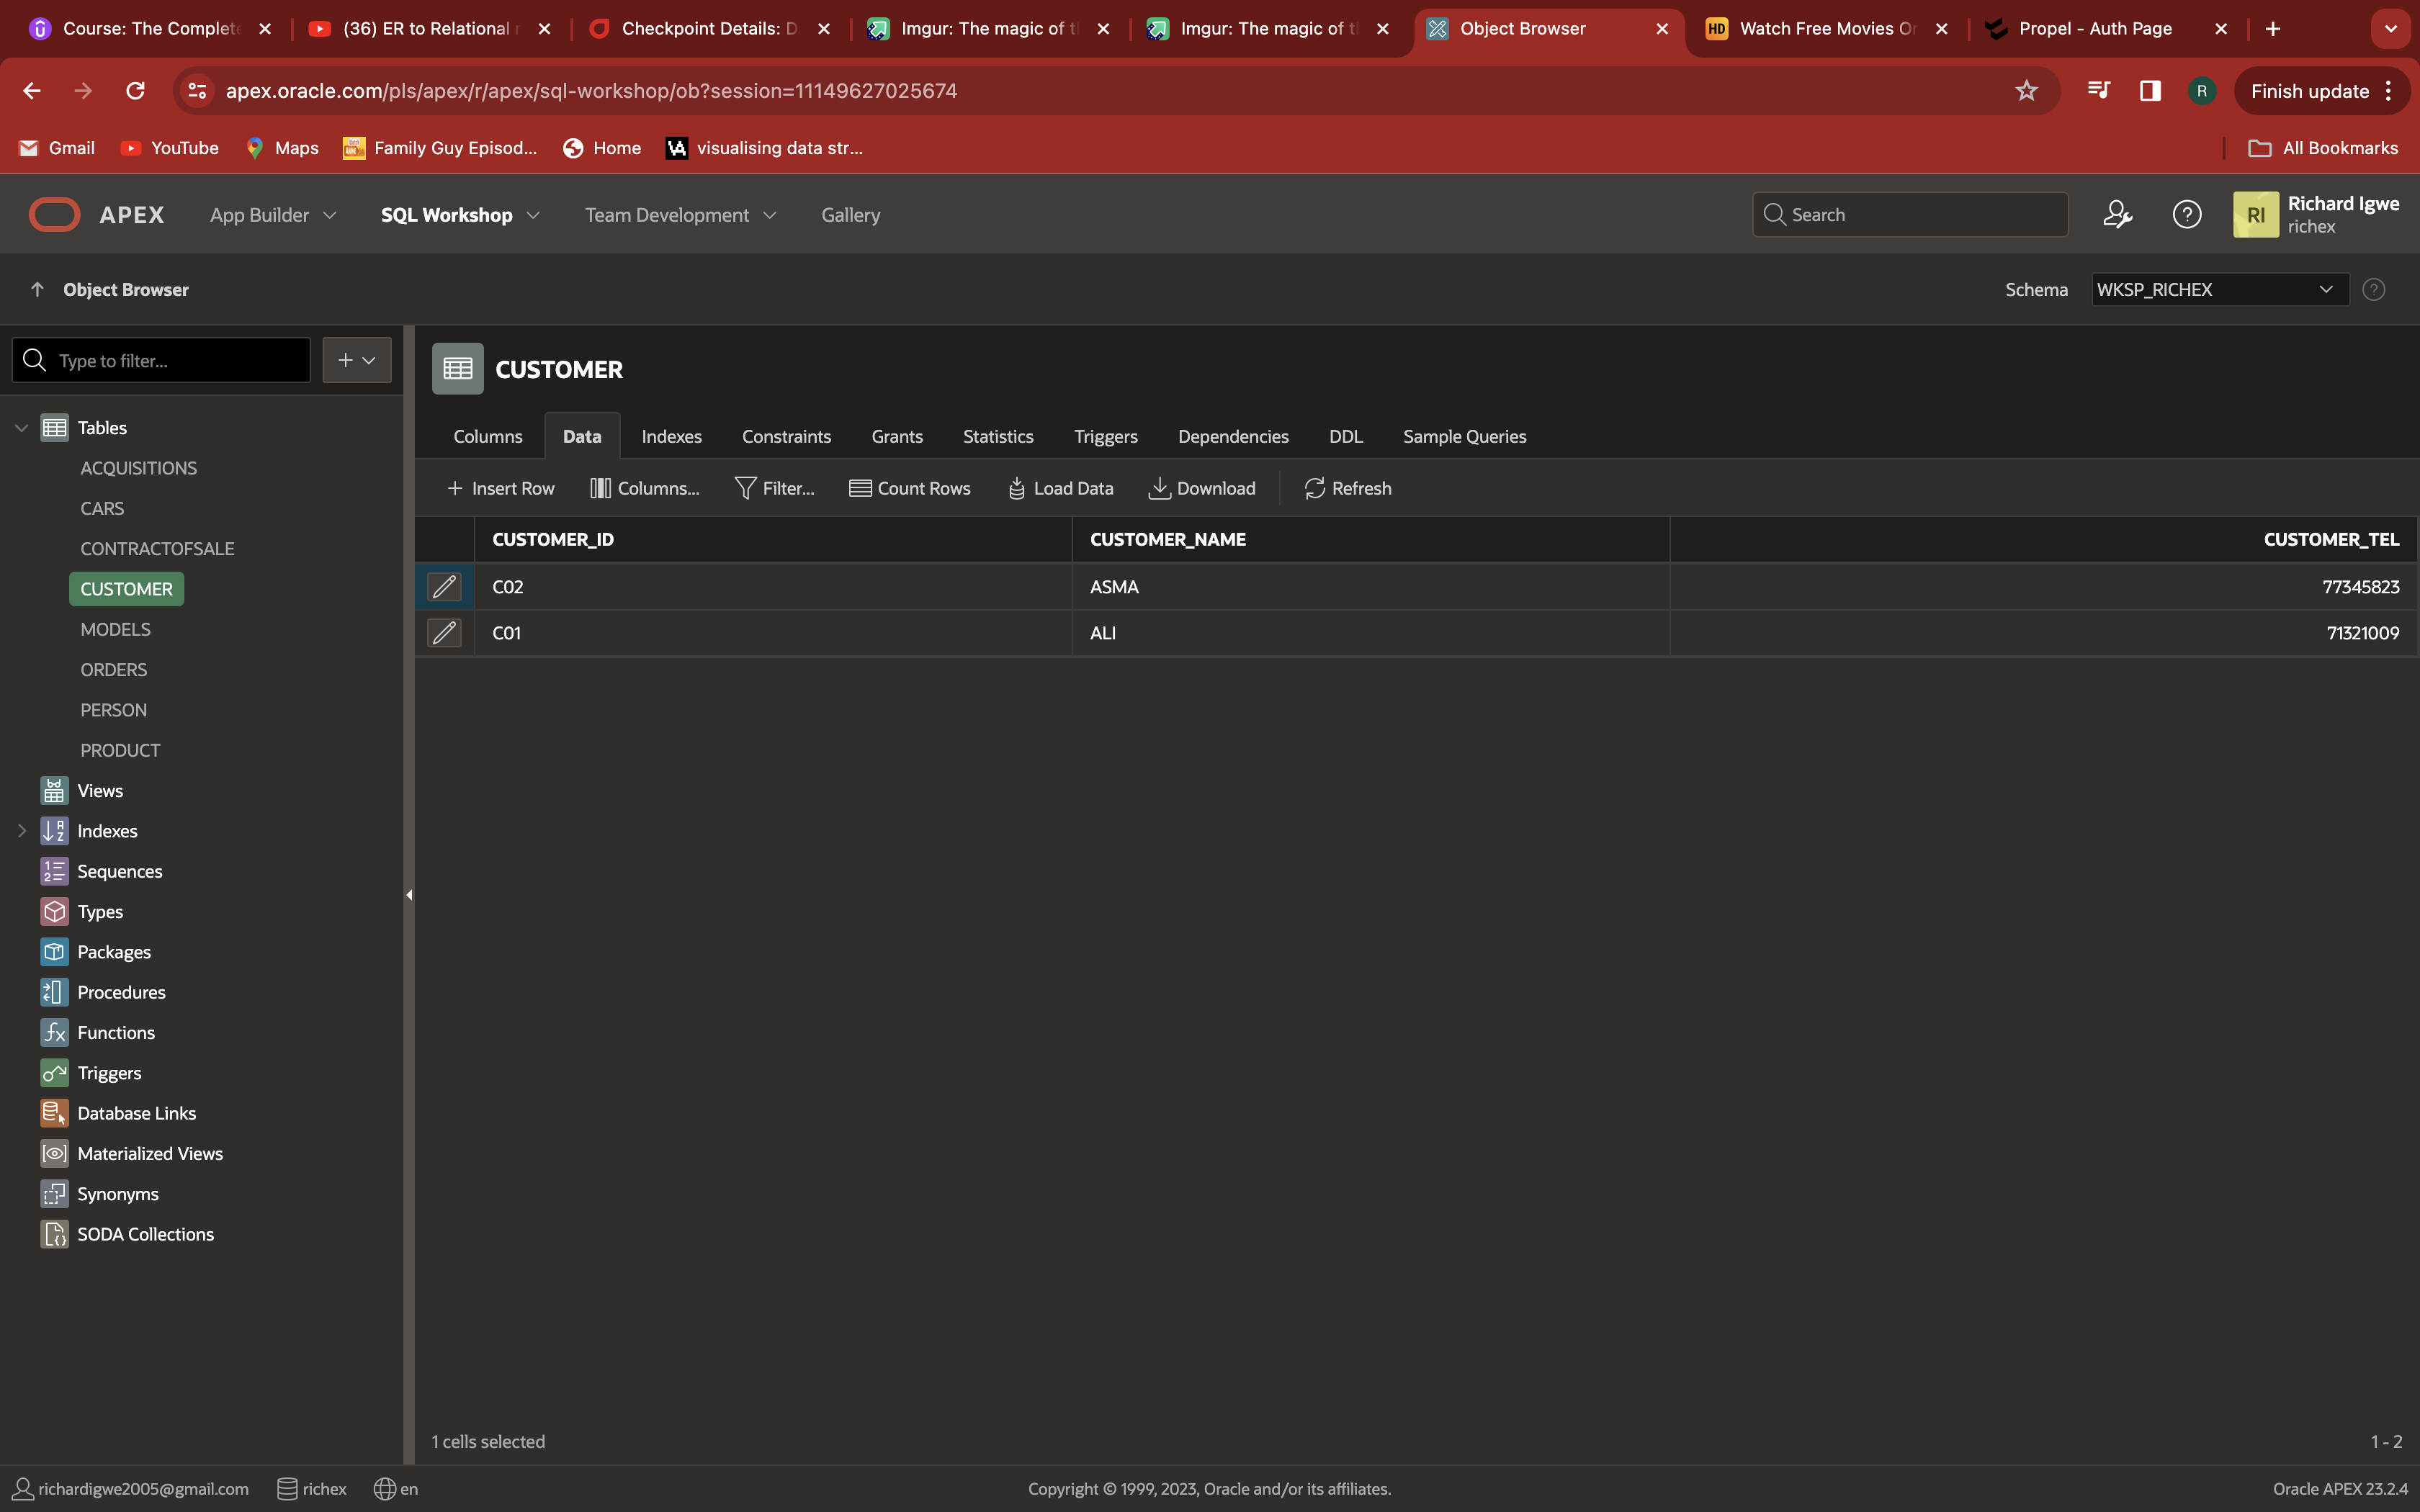 Course: The Complete
(36) ER to Relational
Checkpoint Details: D
Imgur: The magic of t
Imgur: The magic of t
Object Browser
HD
Watch Free Movies O
Propel - Auth Page
apex.oracle.com/pls/apex/r/apex/sql-workshop/ob?session=11149627025674
R
Finish update
Gmail
YouTube
Maps
Family Guy Episod...
Home
visualising data str...
All Bookmarks
APEX
App Builder
SQL Workshop
Team Development
Gallery
Search
RI
Richard Igwe
richex
Object Browser
Schema
WKSP_RICHEX
Type to filter...
CUSTOMER
Tables
ACQUISITIONS
CARS
CONTRACTOFSALE
CUSTOMER
MODELS
ORDERS
PERSON
PRODUCT
Views
Indexes
Sequences
Types
Packages
Procedures
Functions
Triggers
Database Links
Materialized Views
Synonyms
SODA Collections
Columns
Data
Indexes
Constraints
Grants
Statistics
Triggers
Dependencies
DDL
Sample Queries
Insert Row
Columns...
Filter...
Count Rows
Load Data
Download
Refresh
CUSTOMER_ID CUSTOMER_NAME CUSTOMER_TEL
C02 ASMA 77345823
C01 ALI 71321009
1 cells selected
1 - 2
richardigwe2005@gmail.com
richex
en
Copyright © 1999, 2023, Oracle and/or its affiliates.
Oracle APEX 23.2.4